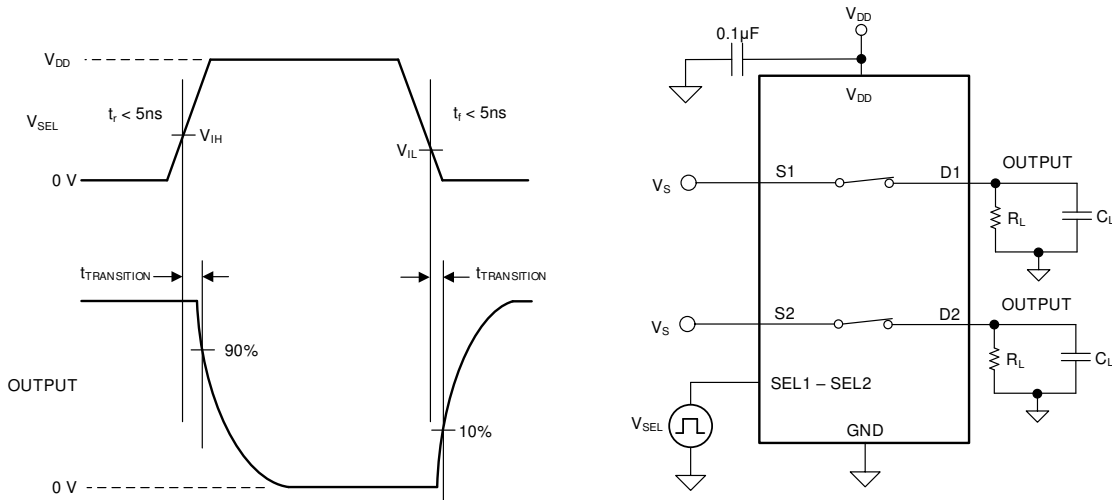 V_DD
t_r < 5ns
t_f < 5ns
V_SEL
V_IH
V_IL
0 V
t_TRANSITION
t_TRANSITION
90%
OUTPUT
10%
0 V
V_DD
0.1µF
V_DD
OUTPUT
V_S
S1
D1
R_L
C_L
OUTPUT
V_S
S2
D2
R_L
C_L
SEL1 – SEL2
V_SEL
GND